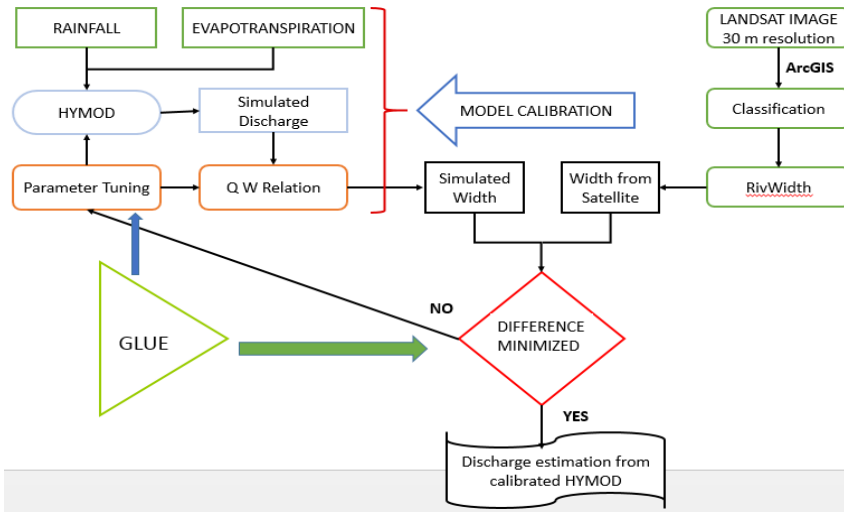 RAINFALL
EVAPOTRANSPIRATION
LANDSAT IMAGE
30 m resolution
ArcGIS
HYMOD
Simulated
Discharge
MODEL CALIBRATION
Classification
Parameter Tuning
Q W Relation
Simulated
Width
Width from
Satellite
RivWidth
NO
GLUE
DIFFERENCE
MINIMIZED
YES
Discharge estimation from
calibrated HYMOD